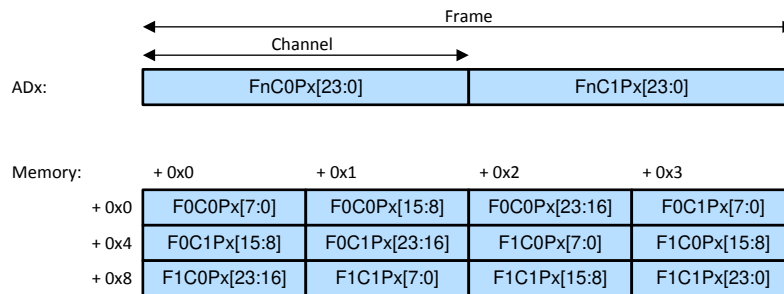 Frame
Channel
ADx: FnC0Px[23:0] FnC1Px[23:0]
Memory: + 0x0 + 0x1 + 0x2 + 0x3
+ 0x0 F0C0Px[7:0] F0C0Px[15:8] F0C0Px[23:16] F0C1Px[7:0]
+ 0x4 F0C1Px[15:8] F0C1Px[23:16] F1C0Px[7:0] F1C0Px[15:8]
+ 0x8 F1C0Px[23:16] F1C1Px[7:0] F1C1Px[15:8] F1C1Px[23:0]